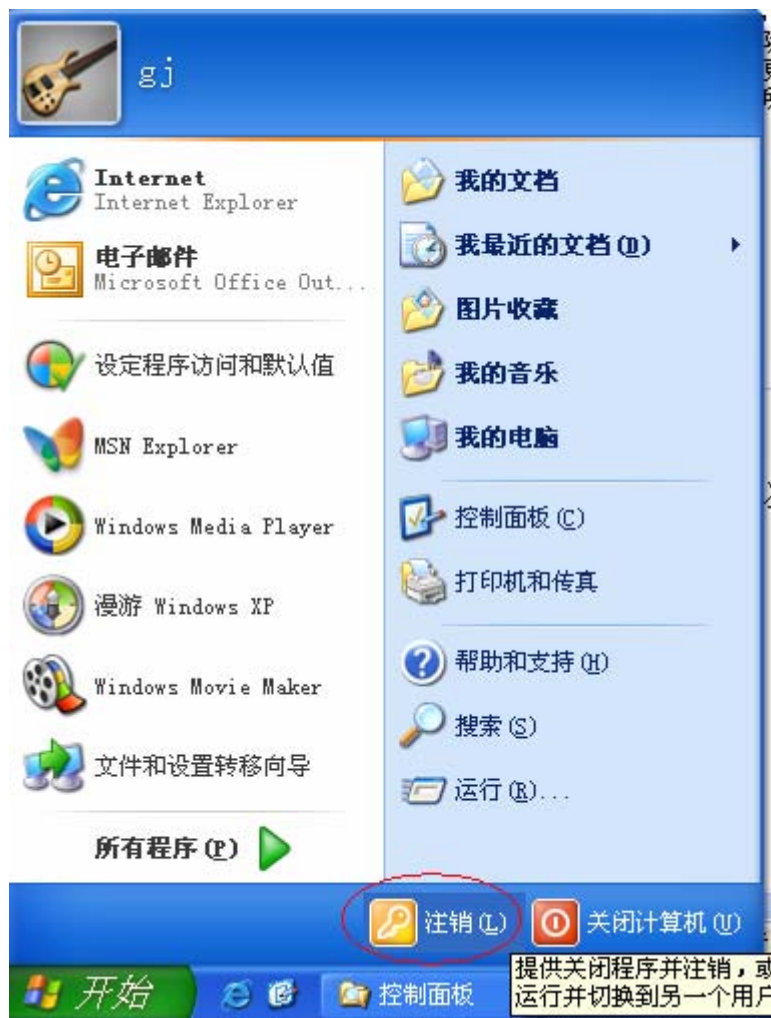 gj
Internet
Internet Explorer
电子邮件
Microsoft Office Out...
设定程序访问和默认值
MSN Explorer
Windows Media Player
漫游 Windows XP
Windows Movie Maker
文件和设置转移向导
所有程序(P)
我的文档
我最近的文档(D)
图片收藏
我的音乐
我的电脑
控制面板(C)
打印机和传真
帮助和支持(H)
搜索(S)
运行(R)...
注销(L)
关闭计算机(U)
开始
控制面板
提供关闭程序并注销，或
运行并切换到另一个用户